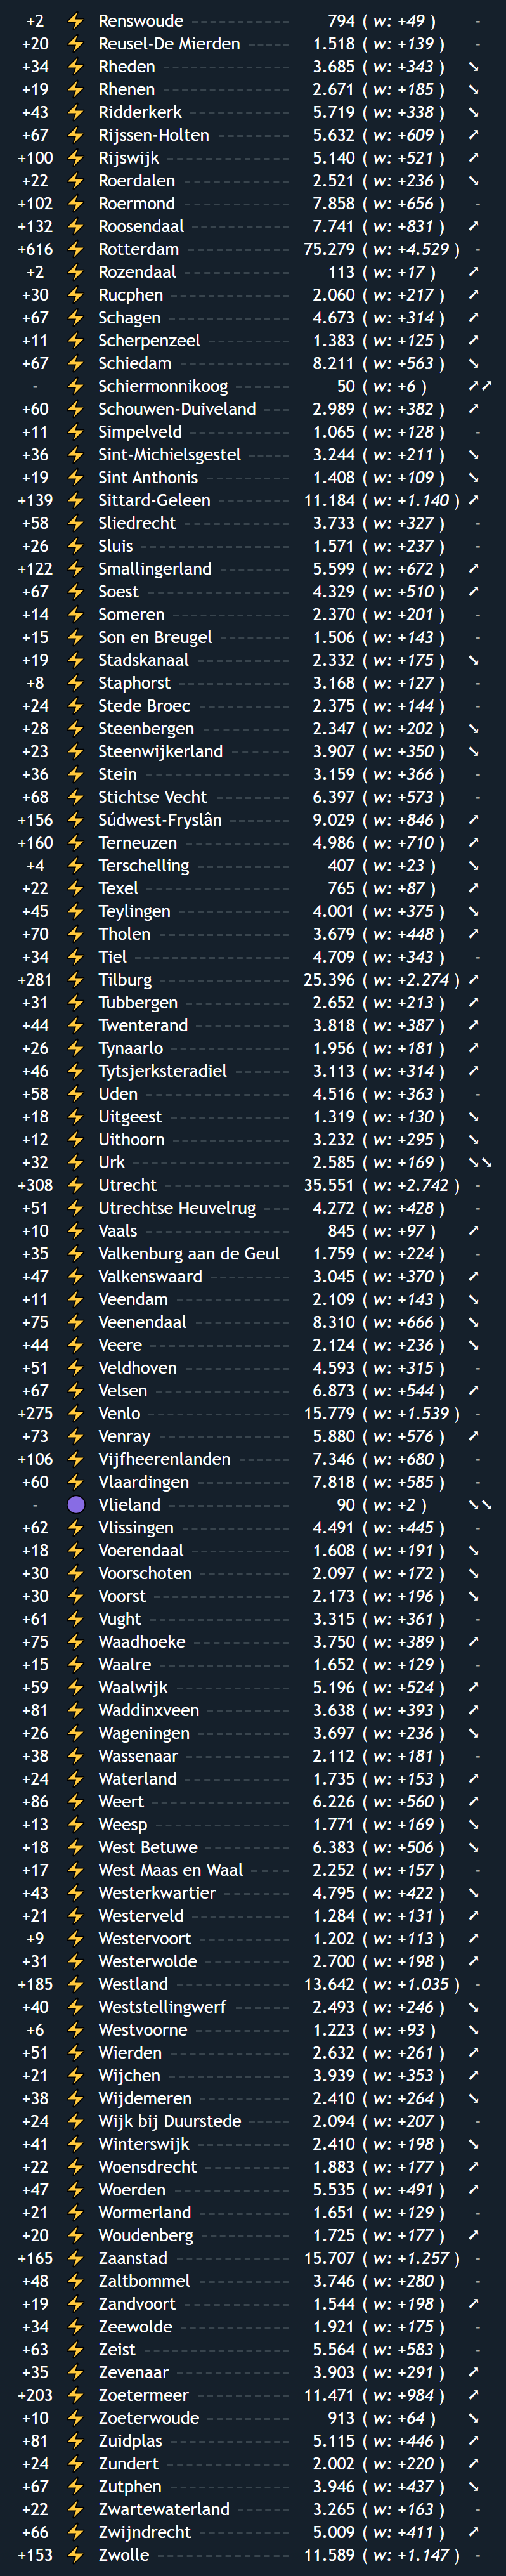 +2 ⚡ Renswoude 794 ( w: +49 ) -
+20 ⚡ Reusel-De Mierden 1.518 ( w: +139 ) -
+34 ⚡ Rheden 3.685 ( w: +343 ) ➘
+19 ⚡ Rhenen 2.671 ( w: +185 ) ➘
+43 ⚡ Ridderkerk 5.719 ( w: +338 ) ➘
+67 ⚡ Rijssen-Holten 5.632 ( w: +609 ) ➚
+100 ⚡ Rijswijk 5.140 ( w: +521 ) ➚
+22 ⚡ Roerdalen 2.521 ( w: +236 ) ➘
+102 ⚡ Roermond 7.858 ( w: +656 ) -
+132 ⚡ Roosendaal 7.741 ( w: +831 ) ➚
+616 ⚡ Rotterdam 75.279 ( w: +4.529 ) -
+2 ⚡ Rozendaal 113 ( w: +17 ) ➚
+30 ⚡ Rucphen 2.060 ( w: +217 ) ➚
+67 ⚡ Schagen 4.673 ( w: +314 ) ➚
+11 ⚡ Scherpenzeel 1.383 ( w: +125 ) ➚
+67 ⚡ Schiedam 8.211 ( w: +563 ) ➘
- ⚡ Schiermonnikoog 50 ( w: +6 ) ➚➚
+60 ⚡ Schouwen-Duiveland 2.989 ( w: +382 ) ➚
+11 ⚡ Simpelveld 1.065 ( w: +128 ) -
+36 ⚡ Sint-Michielsgestel 3.244 ( w: +211 ) ➘
+19 ⚡ Sint Anthonis 1.408 ( w: +109 ) ➘
+139 ⚡ Sittard-Geleen 11.184 ( w: +1.140 ) ➚
+58 ⚡ Sliedrecht 3.733 ( w: +327 ) -
+26 ⚡ Sluis 1.571 ( w: +237 ) -
+122 ⚡ Smallingerland 5.599 ( w: +672 ) ➚
+67 ⚡ Soest 4.329 ( w: +510 ) ➚
+14 ⚡ Someren 2.370 ( w: +201 ) -
+15 ⚡ Son en Breugel 1.506 ( w: +143 ) -
+19 ⚡ Stadskanaal 2.332 ( w: +175 ) ➘
+8 ⚡ Staphorst 3.168 ( w: +127 ) -
+24 ⚡ Stede Broec 2.375 ( w: +144 ) -
+28 ⚡ Steenbergen 2.347 ( w: +202 ) ➘
+23 ⚡ Steenwijkerland 3.907 ( w: +350 ) ➘
+36 ⚡ Stein 3.159 ( w: +366 ) -
+68 ⚡ Stichtse Vecht 6.397 ( w: +573 ) -
+156 ⚡ Súdwest-Fryslân 9.029 ( w: +846 ) ➚
+160 ⚡ Terneuzen 4.986 ( w: +710 ) ➚
+4 ⚡ Terschelling 407 ( w: +23 ) ➘
+22 ⚡ Texel 765 ( w: +87 ) ➚
+45 ⚡ Teylingen 4.001 ( w: +375 ) ➘
+70 ⚡ Tholen 3.679 ( w: +448 ) ➚
+34 ⚡ Tiel 4.709 ( w: +343 ) -
+281 ⚡ Tilburg 25.396 ( w: +2.274 ) ➚
+31 ⚡ Tubbergen 2.652 ( w: +213 ) ➚
+44 ⚡ Twenterand 3.818 ( w: +387 ) ➚
+26 ⚡ Tynaarlo 1.956 ( w: +181 ) ➚
+46 ⚡ Tytsjerksteradiel 3.113 ( w: +314 ) ➚
+58 ⚡ Uden 4.516 ( w: +363 ) -
+18 ⚡ Uitgeest 1.319 ( w: +130 ) ➘
+12 ⚡ Uithoorn 3.232 ( w: +295 ) ➘
+32 ⚡ Urk 2.585 ( w: +169 ) ➘➘
+308 ⚡ Utrecht 35.551 ( w: +2.742 ) -
+51 ⚡ Utrechtse Heuvelrug 4.272 ( w: +428 ) -
+10 ⚡ Vaals 845 ( w: +97 ) ➚
+35 ⚡ Valkenburg aan de Geul 1.759 ( w: +224 ) -
+47 ⚡ Valkenswaard 3.045 ( w: +370 ) ➚
+11 ⚡ Veendam 2.109 ( w: +143 ) ➘
+75 ⚡ Veenendaal 8.310 ( w: +666 ) ➘
+44 ⚡ Veere 2.124 ( w: +236 ) ➘
+51 ⚡ Veldhoven 4.593 ( w: +315 ) -
+67 ⚡ Velsen 6.873 ( w: +544 ) ➚
+275 ⚡ Venlo 15.779 ( w: +1.539 ) -
+73 ⚡ Venray 5.880 ( w: +576 ) ➚
+106 ⚡ Vijfheerenlanden 7.346 ( w: +680 ) -
+60 ⚡ Vlaardingen 7.818 ( w: +585 ) -
- 🟣 Vlieland 90 ( w: +2 ) ➘➘
+62 ⚡ Vlissingen 4.491 ( w: +445 ) -
+18 ⚡ Voerendaal 1.608 ( w: +191 ) ➘
+30 ⚡ Voorschoten 2.097 ( w: +172 ) ➘
+30 ⚡ Voorst 2.173 ( w: +196 ) ➘
+61 ⚡ Vught 3.315 ( w: +361 ) -
+75 ⚡ Waadhoeke 3.750 ( w: +389 ) ➚
+15 ⚡ Waalre 1.652 ( w: +129 ) -
+59 ⚡ Waalwijk 5.196 ( w: +524 ) ➚
+81 ⚡ Waddinxveen 3.638 ( w: +393 ) ➚
+26 ⚡ Wageningen 3.697 ( w: +236 ) ➘
+38 ⚡ Wassenaar 2.112 ( w: +181 ) -
+24 ⚡ Waterland 1.735 ( w: +153 ) ➚
+86 ⚡ Weert 6.226 ( w: +560 ) ➚
+13 ⚡ Weesp 1.771 ( w: +169 ) ➘
+18 ⚡ West Betuwe 6.383 ( w: +506 ) ➘
+17 ⚡ West Maas en Waal 2.252 ( w: +157 ) -
+43 ⚡ Westerkwartier 4.795 ( w: +422 ) ➘
+21 ⚡ Westerveld 1.284 ( w: +131 ) ➚
+9 ⚡ Westervoort 1.202 ( w: +113 ) ➚
+31 ⚡ Westerwolde 2.700 ( w: +198 ) ➚
+185 ⚡ Westland 13.642 ( w: +1.035 ) -
+40 ⚡ Weststellingwerf 2.493 ( w: +246 ) ➘
+6 ⚡ Westvoorne 1.223 ( w: +93 ) ➘
+51 ⚡ Wierden 2.632 ( w: +261 ) ➚
+21 ⚡ Wijchen 3.939 ( w: +353 ) ➚
+38 ⚡ Wijdemeren 2.410 ( w: +264 ) ➘
+24 ⚡ Wijk bij Duurstede 2.094 ( w: +207 ) -
+41 ⚡ Winterswijk 2.410 ( w: +198 ) ➘
+22 ⚡ Woensdrecht 1.883 ( w: +177 ) ➚
+47 ⚡ Woerden 5.535 ( w: +491 ) ➚
+21 ⚡ Wormerland 1.651 ( w: +129 ) -
+20 ⚡ Woudenberg 1.725 ( w: +177 ) ➚
+165 ⚡ Zaanstad 15.707 ( w: +1.257 ) -
+48 ⚡ Zaltbommel 3.746 ( w: +280 ) -
+19 ⚡ Zandvoort 1.544 ( w: +198 ) ➚
+34 ⚡ Zeewolde 1.921 ( w: +175 ) -
+63 ⚡ Zeist 5.564 ( w: +583 ) -
+35 ⚡ Zevenaar 3.903 ( w: +291 ) ➚
+203 ⚡ Zoetermeer 11.471 ( w: +984 ) ➚
+10 ⚡ Zoeterwoude 913 ( w: +64 ) ➘
+81 ⚡ Zuidplas 5.115 ( w: +446 ) ➚
+24 ⚡ Zundert 2.002 ( w: +220 ) ➚
+67 ⚡ Zutphen 3.946 ( w: +437 ) ➘
+22 ⚡ Zwartewaterland 3.265 ( w: +163 ) -
+66 ⚡ Zwijndrecht 5.009 ( w: +411 ) ➚
+153 ⚡ Zwolle 11.589 ( w: +1.147 ) -